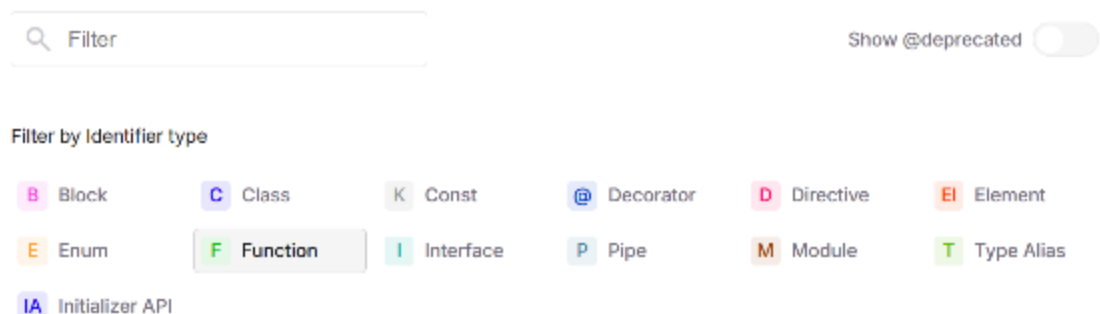 Filter Show @deprecated
Filter by Identifier type
B Block C Class K Const @ Decorator D Directive El Element
E Enum F Function I Interface P Pipe M Module T Type Alias
IA Initializer API